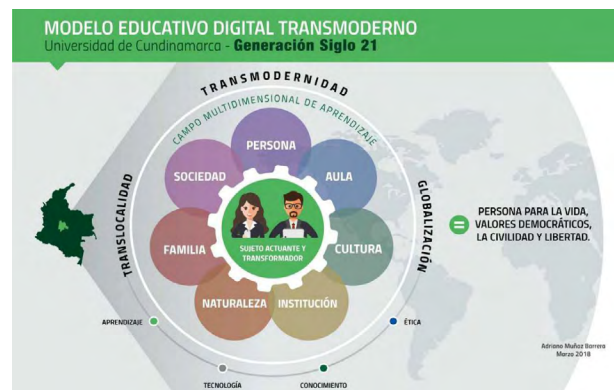 MODELO EDUCATIVO DIGITAL TRANSMODERNO
Universidad de Cundinamarca - Generación Siglo 21
TRANSMODERNIDAD
CAMPO MULTIDIMENSIONAL DE APRENDIZAJE
PERSONA
SOCIEDAD
AULA
TRANSLOCALIDAD
GLOBALIZACIÓN
FAMILIA
SUJETO ACTUANTE Y
TRANSFORMADOR
CULTURA
NATURALEZA
INSTITUCIÓN
= PERSONA PARA LA VIDA,
VALORES DEMOCRÁTICOS,
LA CIVILIDAD Y LIBERTAD.
APRENDIZAJE
ÉTICA
TECNOLOGÍA
CONOCIMIENTO
Adriano Muñoz Barrera
Marzo 2018